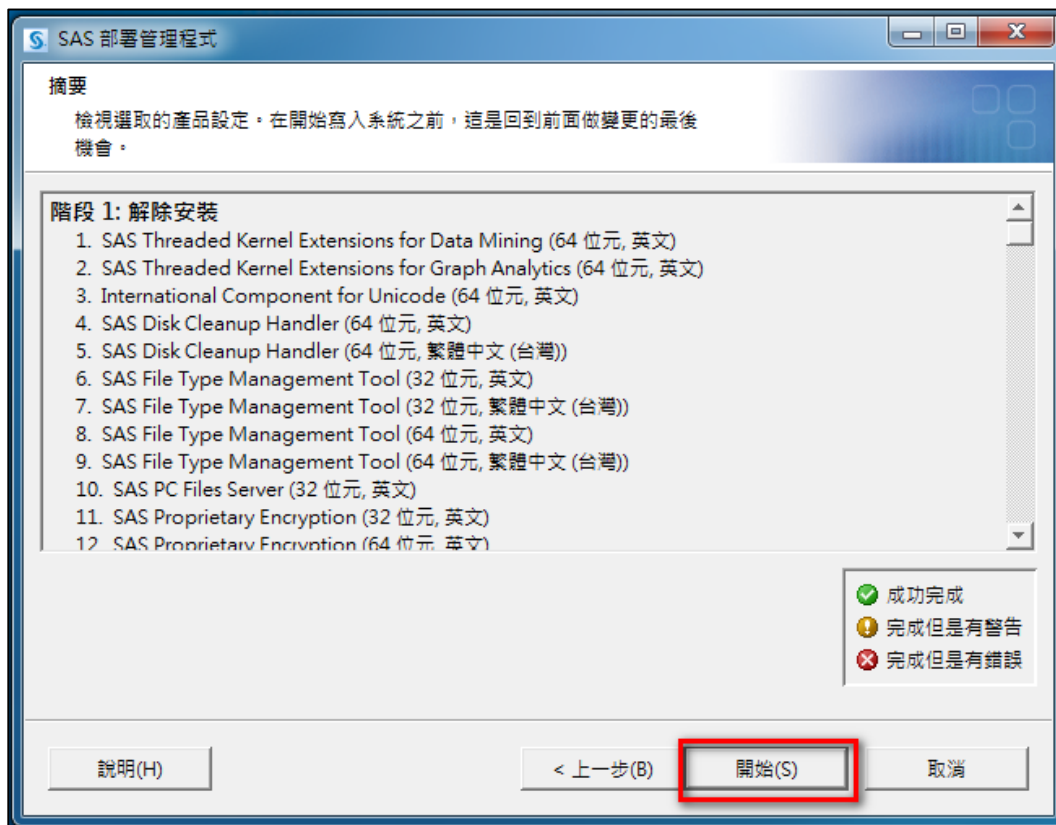 SAS 部署管理程式
摘要
檢視選取的產品設定。在開始寫入系統之前，這是回到前面做變更的最後
機會。
階段 1: 解除安裝
1. SAS Threaded Kernel Extensions for Data Mining (64 位元, 英文)
2. SAS Threaded Kernel Extensions for Graph Analytics (64 位元, 英文)
3. International Component for Unicode (64 位元, 英文)
4. SAS Disk Cleanup Handler (64 位元, 英文)
5. SAS Disk Cleanup Handler (64 位元, 繁體中文 (台灣))
6. SAS File Type Management Tool (32 位元, 英文)
7. SAS File Type Management Tool (32 位元, 繁體中文 (台灣))
8. SAS File Type Management Tool (64 位元, 英文)
9. SAS File Type Management Tool (64 位元, 繁體中文 (台灣))
10. SAS PC Files Server (32 位元, 英文)
11. SAS Proprietary Encryption (32 位元, 英文)
12. SAS Proprietary Encryption (64 位元, 英文)
成功完成
完成但是有警告
完成但是有錯誤
說明(H)
< 上一步(B)
開始(S)
取消